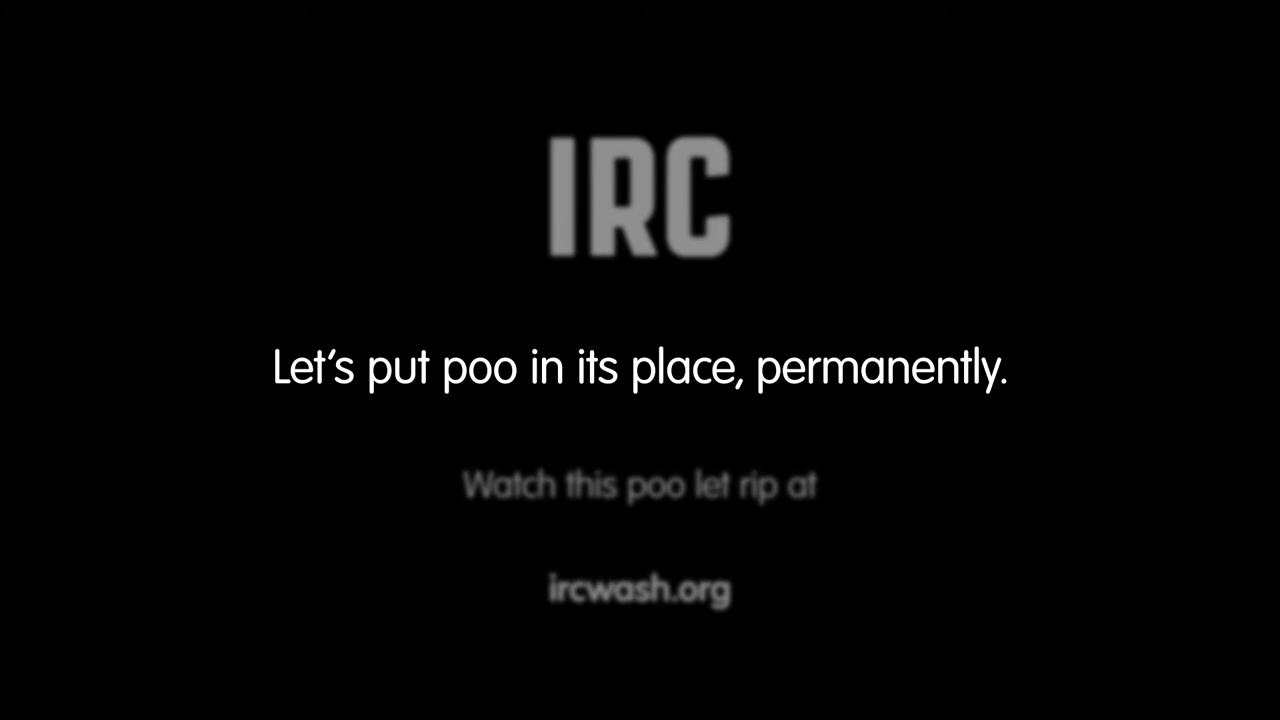 IRC
Let's put poo in its place, permanently.
Watch this poo let rip at
ircwash.org